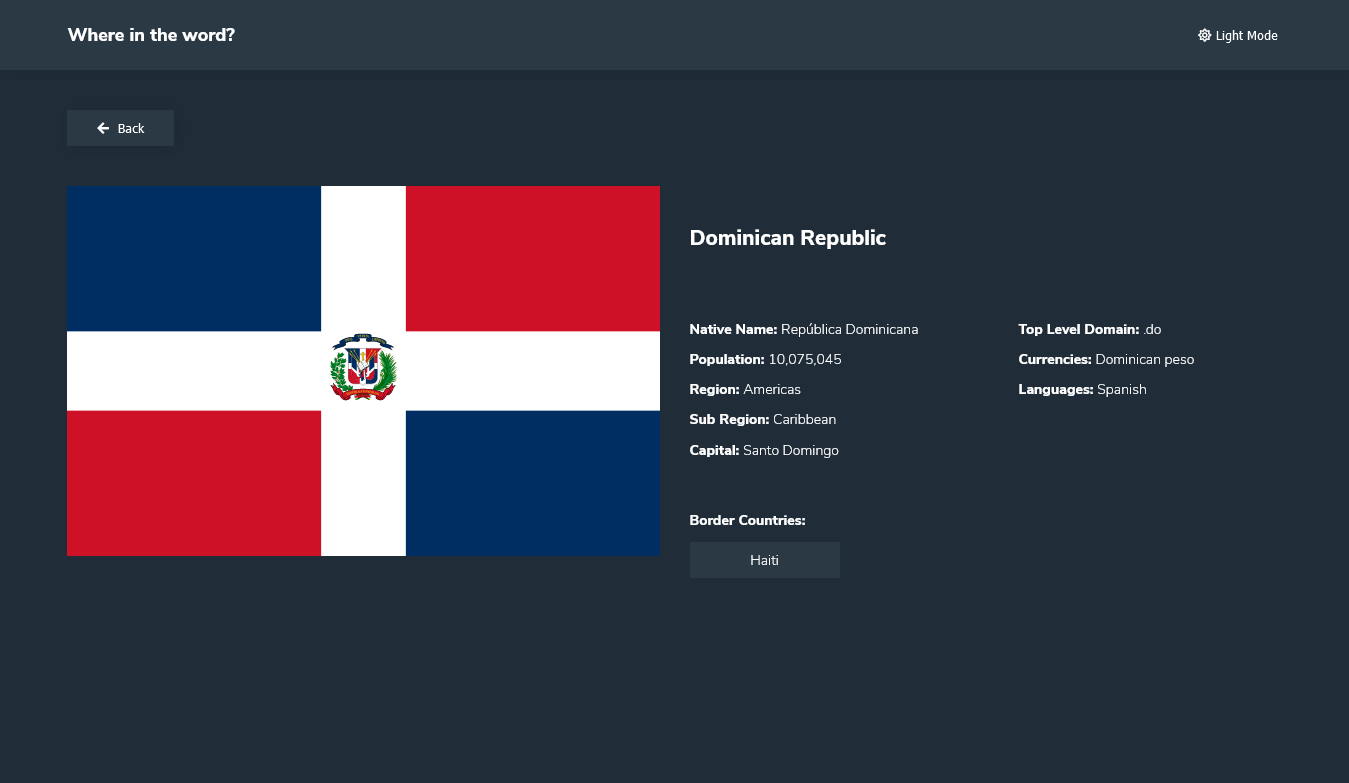 Where in the word?
Light Mode
Back
Dominican Republic
Native Name: República Dominicana
Population: 10,075,045
Region: Americas
Sub Region: Caribbean
Capital: Santo Domingo
Top Level Domain: .do
Currencies: Dominican peso
Languages: Spanish
Border Countries:
Haiti